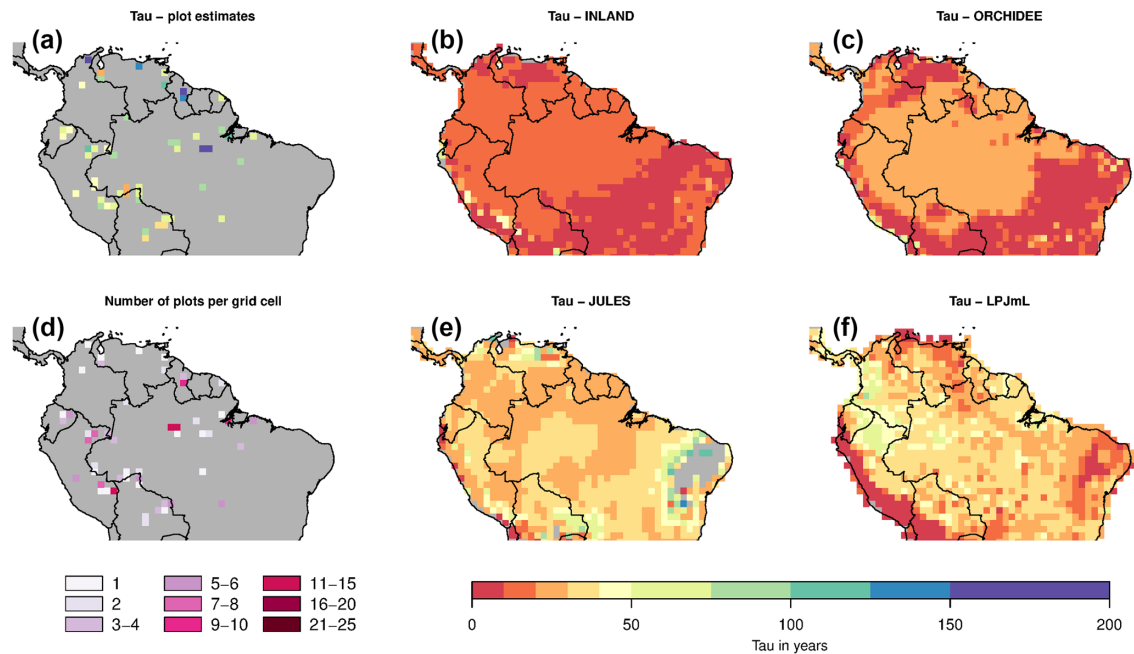 Tau – plot estimates
Tau – INLAND
Tau – ORCHIDEE
(a)
(b)
(c)
Number of plots per grid cell
Tau – JULES
Tau – LPJmL
(d)
(e)
(f)
1
5–6
11–15
2
7–8
16–20
3–4
9–10
21–25
0
50
100
150
200
Tau in years